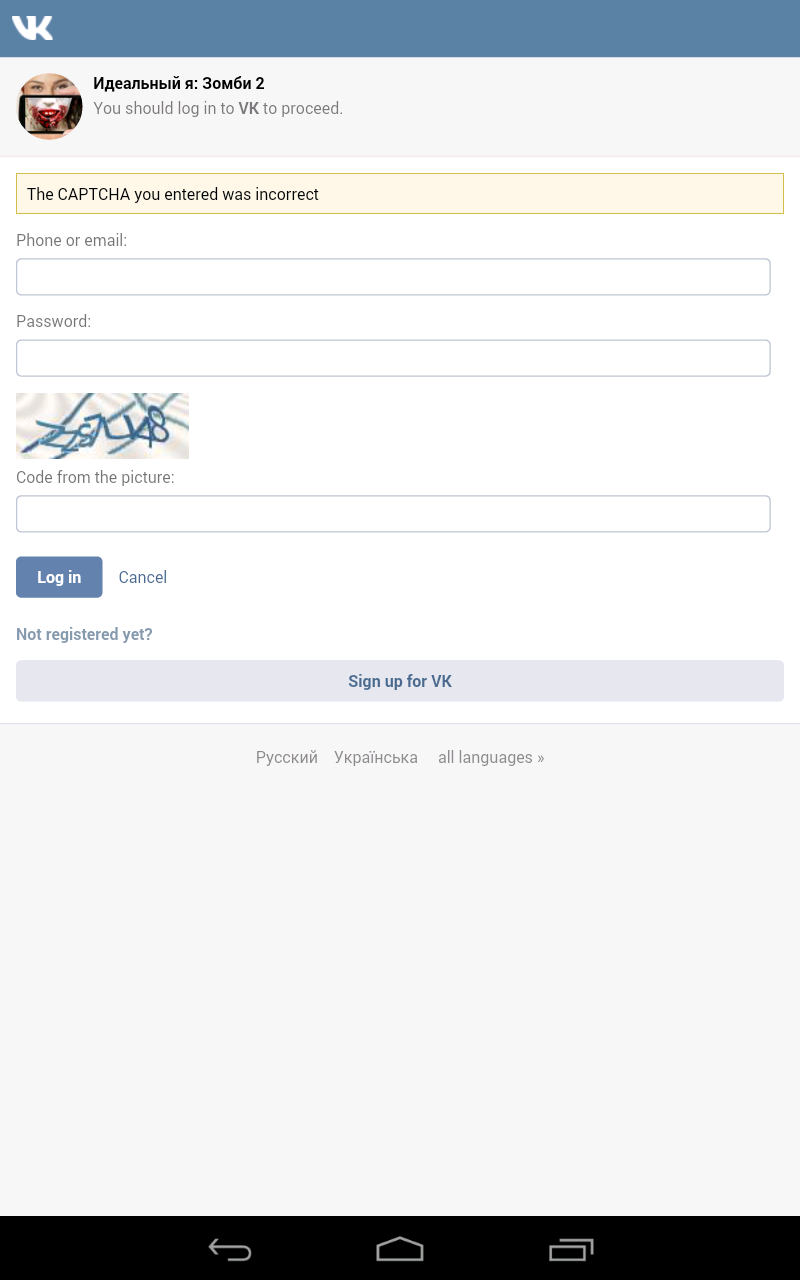 Идеальный я: Зомби 2
You should log in to VK to proceed.
The CAPTCHA you entered was incorrect
Phone or email:
Password:
Code from the picture:
Log in
Cancel
Not registered yet?
Sign up for VK
Русский
Українська
all languages »